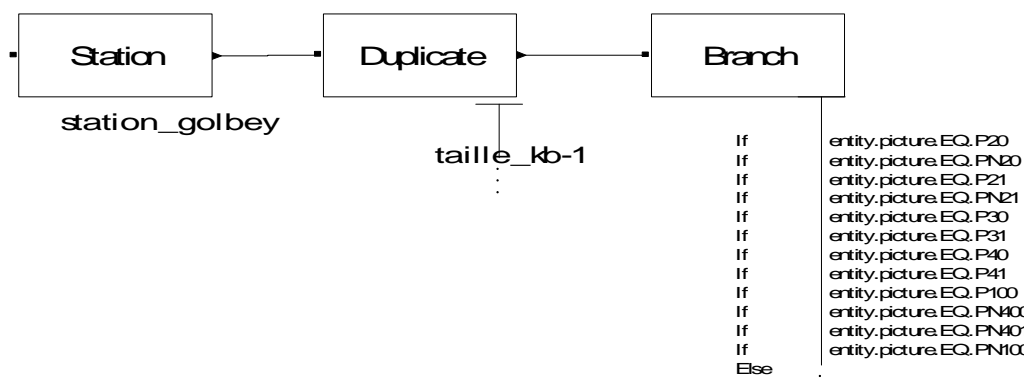 Station
Duplicate
Branch
station_golbey
taille_kb-1
If entity.picture.EQ.P20
If entity.picture.EQ.PN20
If entity.picture.EQ.P21
If entity.picture.EQ.PN21
If entity.picture.EQ.P30
If entity.picture.EQ.P31
If entity.picture.EQ.P40
If entity.picture.EQ.P41
If entity.picture.EQ.P100
If entity.picture.EQ.PN400
If entity.picture.EQ.PN401
If entity.picture.EQ.PN100
Else